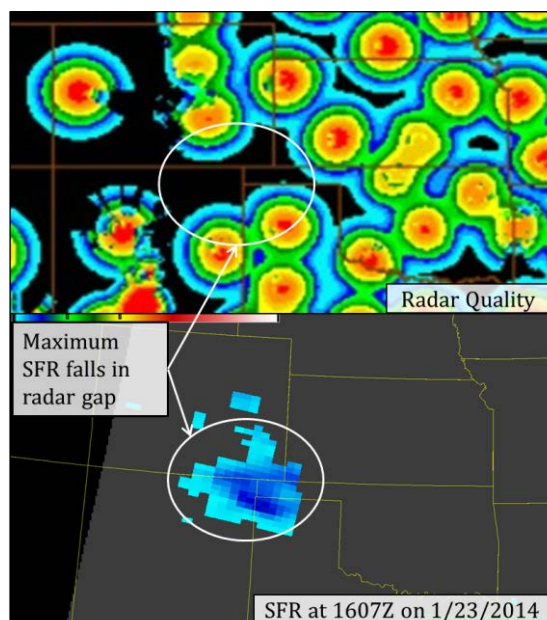 Radar Quality
Maximum
SFR falls in
radar gap
SFR at 1607Z on 1/23/2014